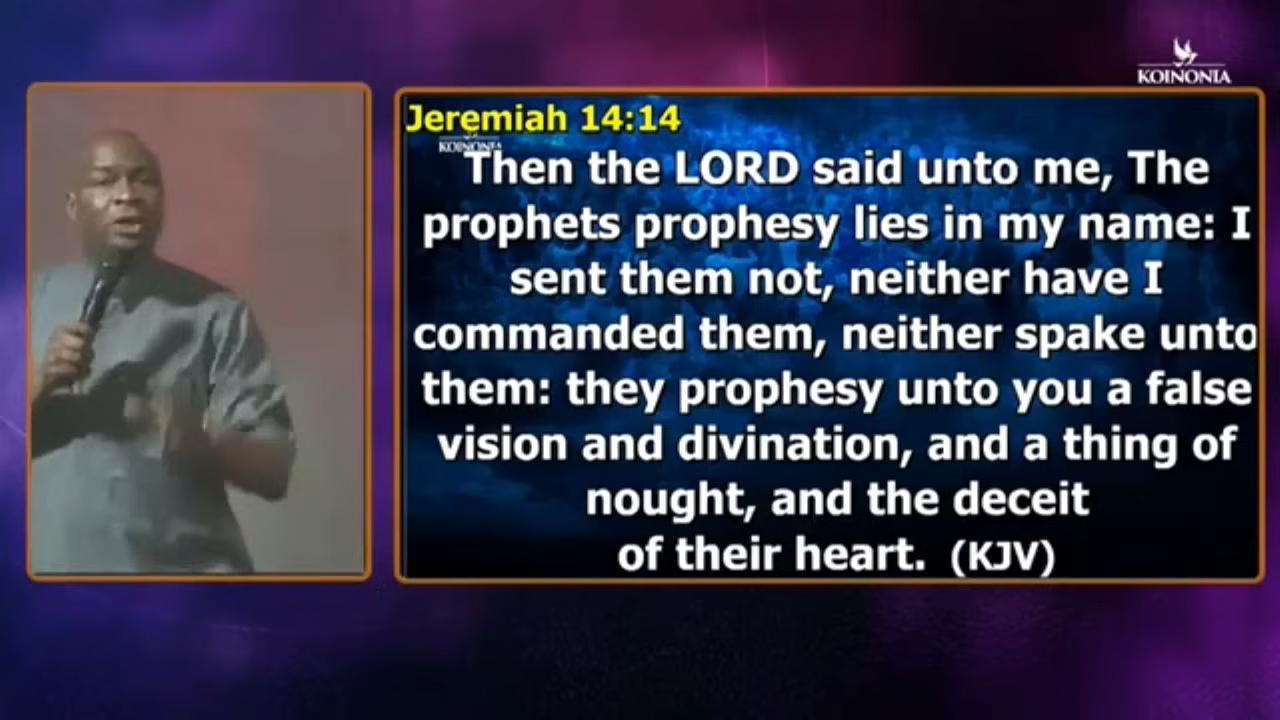 KOINONIA
Jeremiah 14:14
KOINONIA
Then the LORD said unto me, The
prophets prophesy lies in my name: I
sent them not, neither have I
commanded them, neither spake unto
them: they prophesy unto you a false
vision and divination, and a thing of
nought, and the deceit
of their heart. (KJV)